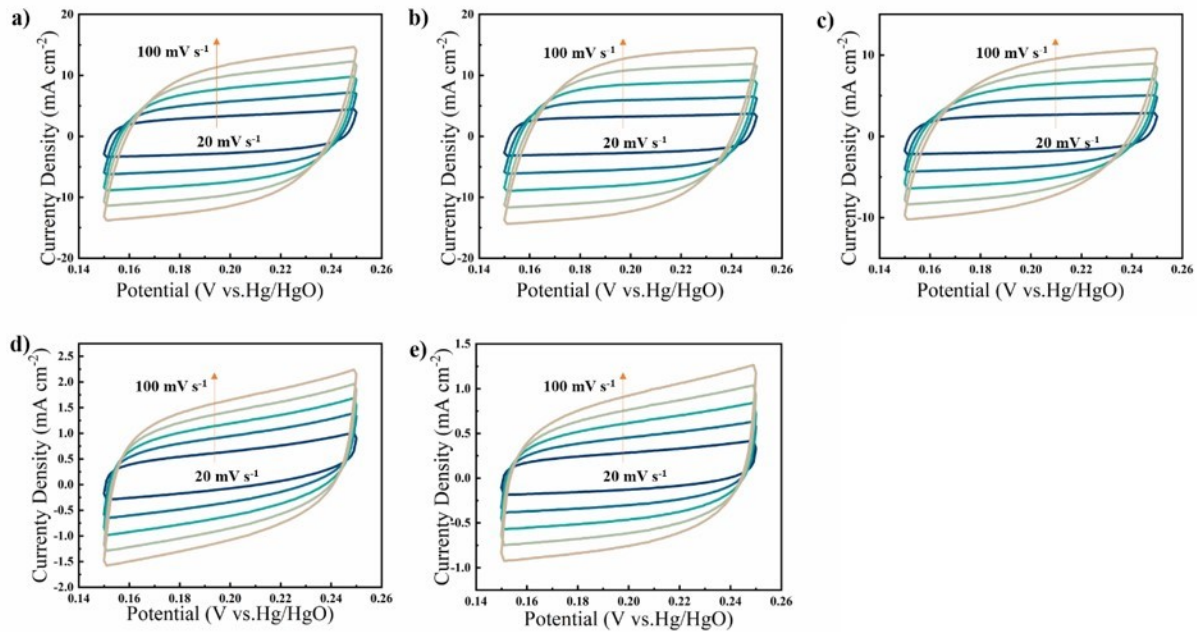 a)
Currenty Density (mA cm-2)
20
10
0
-10
-20
100 mV s-1
20 mV s-1
0.14 0.16 0.18 0.20 0.22 0.24 0.26
Potential (V vs.Hg/HgO)
b)
Currenty Density (mA cm-2)
20
10
0
-10
-20
100 mV s-1
20 mV s-1
0.14 0.16 0.18 0.20 0.22 0.24 0.26
Potential (V vs.Hg/HgO)
c)
Currenty Density (mA cm-2)
10
0
-10
100 mV s-1
20 mV s-1
0.14 0.16 0.18 0.20 0.22 0.24 0.26
Potential (V vs.Hg/HgO)
d)
Currenty Density (mA cm-2)
2.5
2.0
1.5
1.0
0.5
0.0
-0.5
-1.0
-1.5
-2.0
100 mV s-1
20 mV s-1
0.14 0.16 0.18 0.20 0.22 0.24 0.26
Potential (V vs.Hg/HgO)
e)
Currenty Density (mA cm-2)
1.5
1.0
0.5
0.0
-0.5
-1.0
100 mV s-1
20 mV s-1
0.14 0.16 0.18 0.20 0.22 0.24 0.26
Potential (V vs.Hg/HgO)